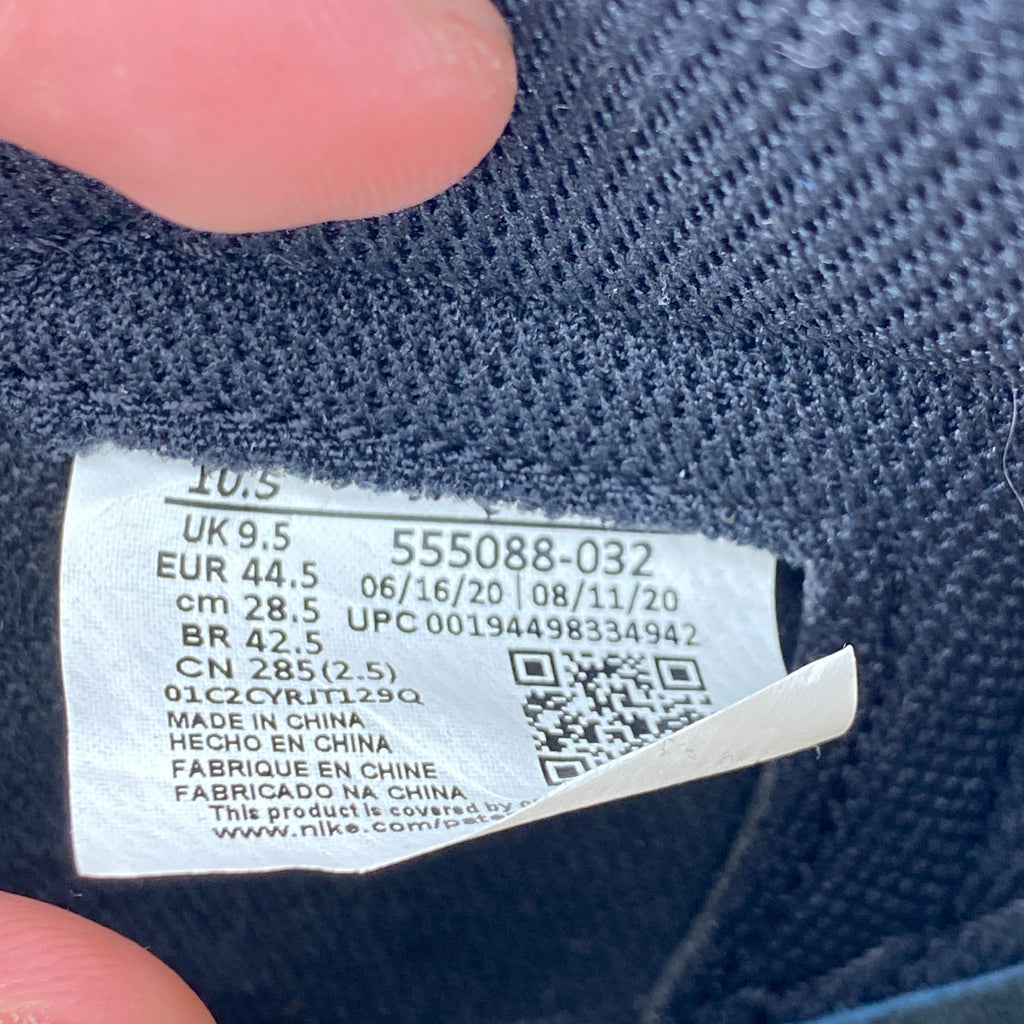 10.5
UK 9.5
EUR 44.5
cm 28.5
BR 42.5
CN 285(2.5)
01C2CYRJT129Q
MADE IN CHINA
HECHO EN CHINA
FABRIQUE EN CHINE
FABRICADO NA CHINA
This product is covered by
www.nike.com/pate
555088-032
06/16/20 | 08/11/20
UPC 00194498334942